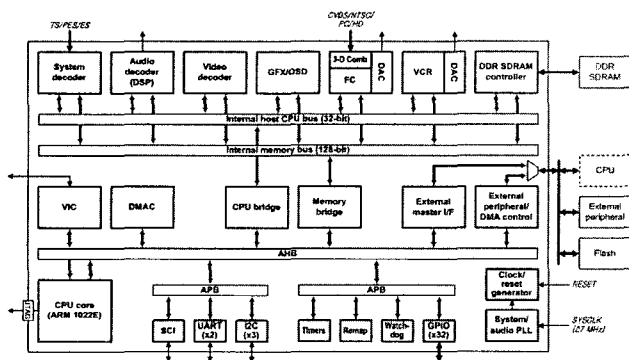 TS/PES/ES
CVBS/NTSC/
PC/HD
System
decoder
Audio
decoder
(DSP)
Video
decoder
GFX/OSD
3-D Comb
FC
DAC
VCR
DAC
DDR SDRAM
controller
DDR
SDRAM
Internal host CPU bus (32-bit)
Internal memory bus (128-bit)
CPU
VIC
DMAC
CPU bridge
Memory
bridge
External
master I/F
External
peripheral/
DMA control
External
peripheral
AHB
Flash
CPU core
(ARM 1022E)
APB
APB
Clock/
reset
generator
RESET
JTAG
SCI
UART
(x2)
I2C
(x3)
Timers
Remap
Watch-
dog
GPIO
(x32)
System/
audio PLL
SYSCLK
(27 MHz)